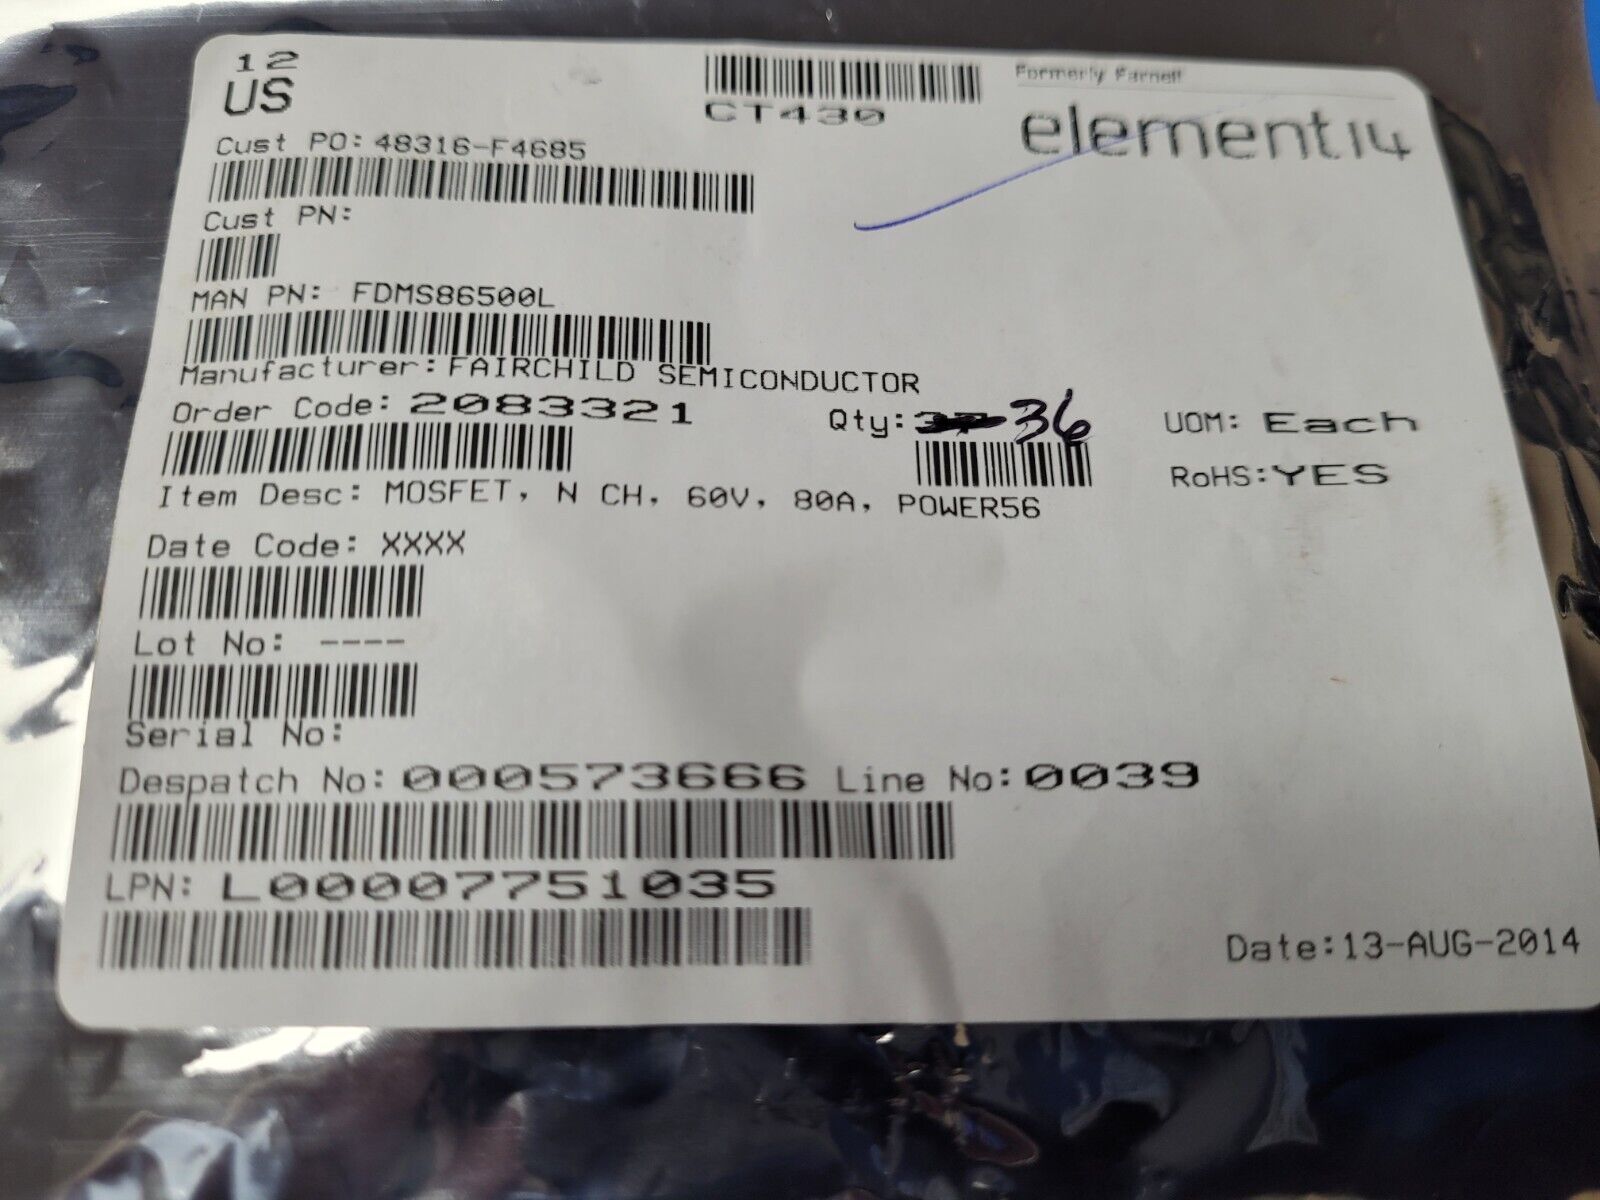 12
US
CT430
Formerly Farnell
element14
Cust PO: 48316-F4685
Cust PN:
MAN PN: FDMS86500L
Manufacturer: FAIRCHILD SEMICONDUCTOR
Order Code: 2083321 Qty: 36 UOM: Each
RoHS: YES
Item Desc: MOSFET, N CH, 60V, 80A, POWER56
Date Code: XXXX
Lot No: ----
Serial No:
Despatch No: 000573666 Line No: 0039
LPN: L00007751035
Date:13-AUG-2014